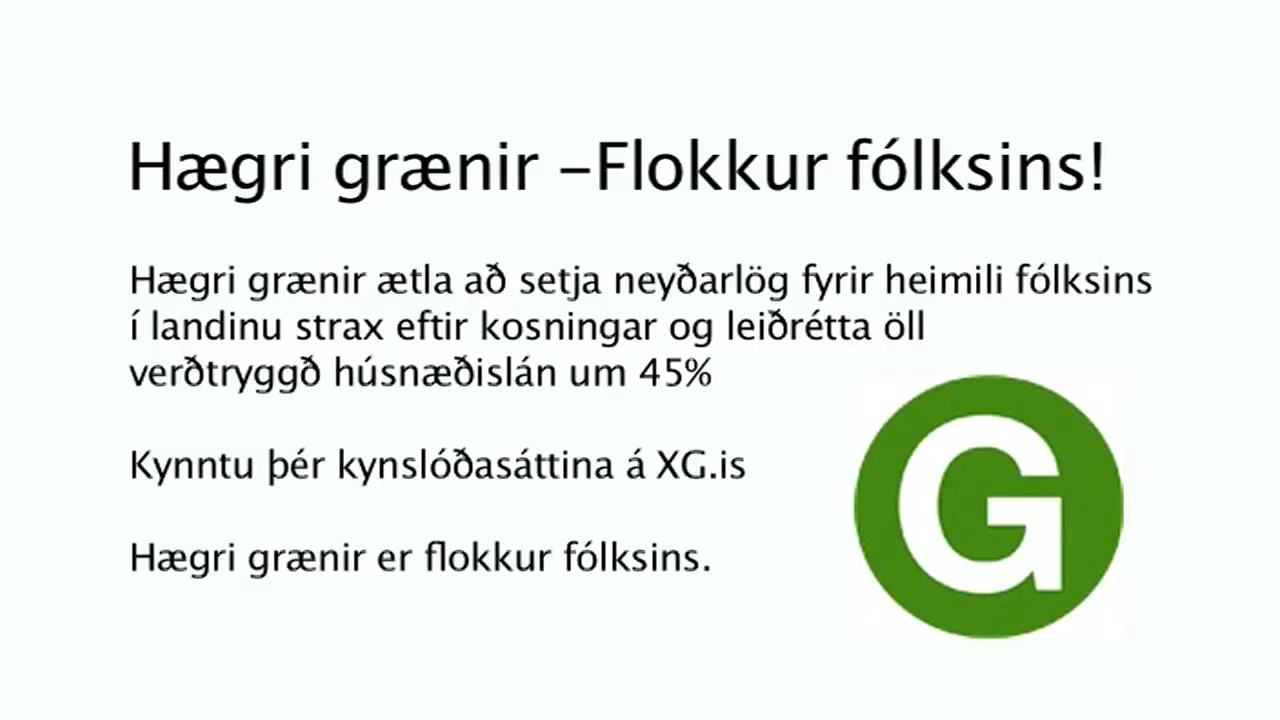 Hægri grænir -Flokkur fólksins!
Hægri grænir ætla að setja neyðarlög fyrir heimili fólksins
í landinu strax eftir kosningar og leiðrétta öll
verðtryggð húsnæðislán um 45%
Kynntu þér kynslóðasáttina á XG.is
G
Hægri grænir er flokkur fólksins.